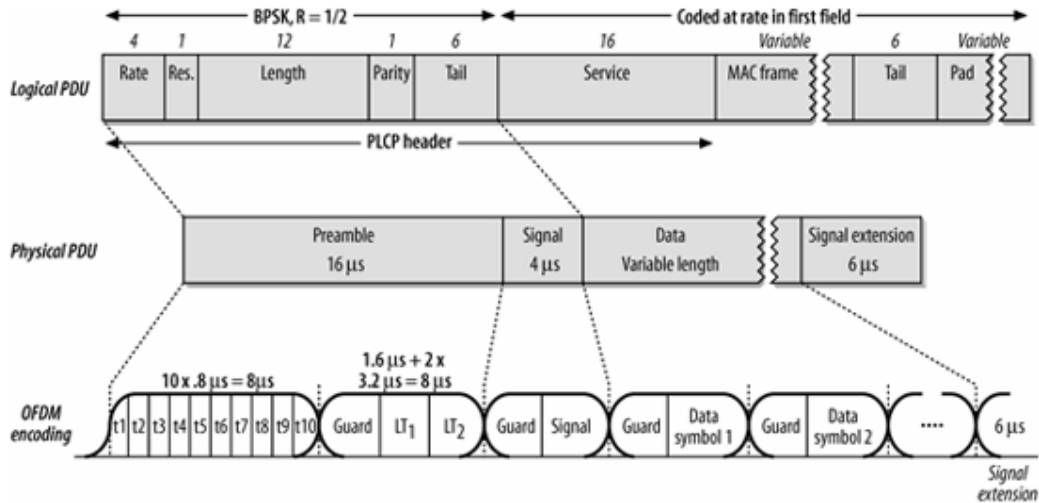 BPSK, R = 1/2 Coded at rate in first field
4 1 12 1 6 16 Variable 6 Variable
Logical PDU Rate Res. Length Parity Tail Service MAC frame Tail Pad
PLCP header
Physical PDU Preamble Signal Data Signal extension
16 μs 4 μs Variable length 6 μs
1.6 μs + 2 x
10 x .8 μs = 8μs 3.2 μs = 8 μs
OFDM
encoding
t1 t2 t3 t4 t5 t6 t7 t8 t9 t10 Guard LT1 LT2 Guard Signal Guard Data Guard Data .... 6 μs
symbol 1 symbol 2
Signal
extension